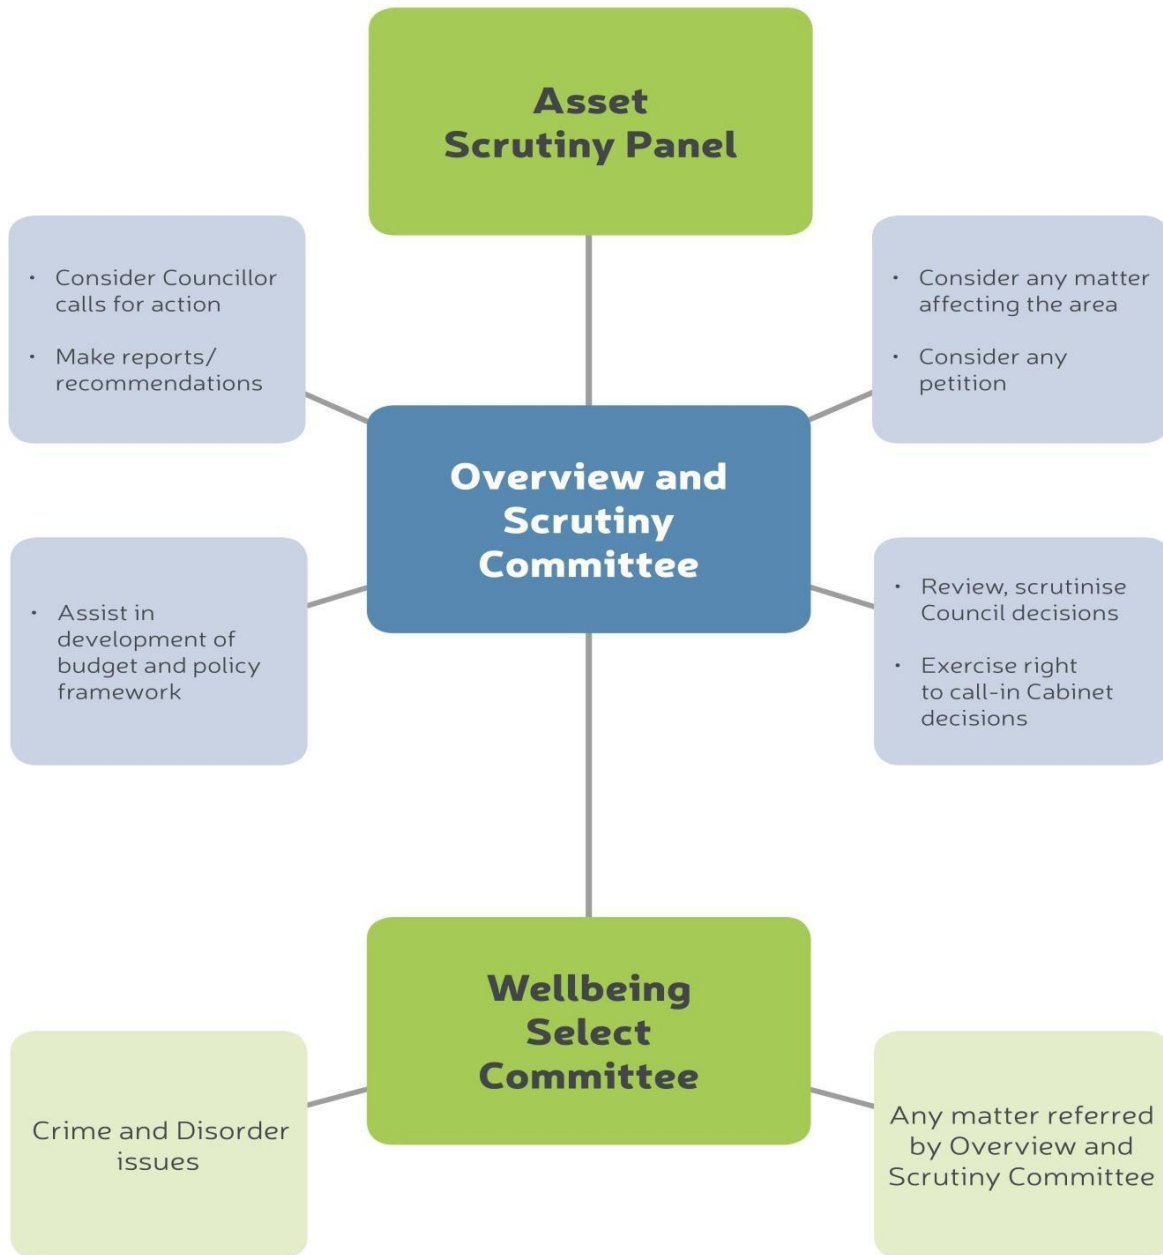 Asset
Scrutiny Panel
• Consider Councillor
calls for action
• Make reports/
recommendations
• Consider any matter
affecting the area
• Consider any
petition
Overview and
Scrutiny
Committee
• Assist in
development of
budget and policy
framework
• Review, scrutinise
Council decisions
• Exercise right
to call-in Cabinet
decisions
Wellbeing
Select
Committee
Crime and Disorder
issues
Any matter referred
by Overview and
Scrutiny Committee